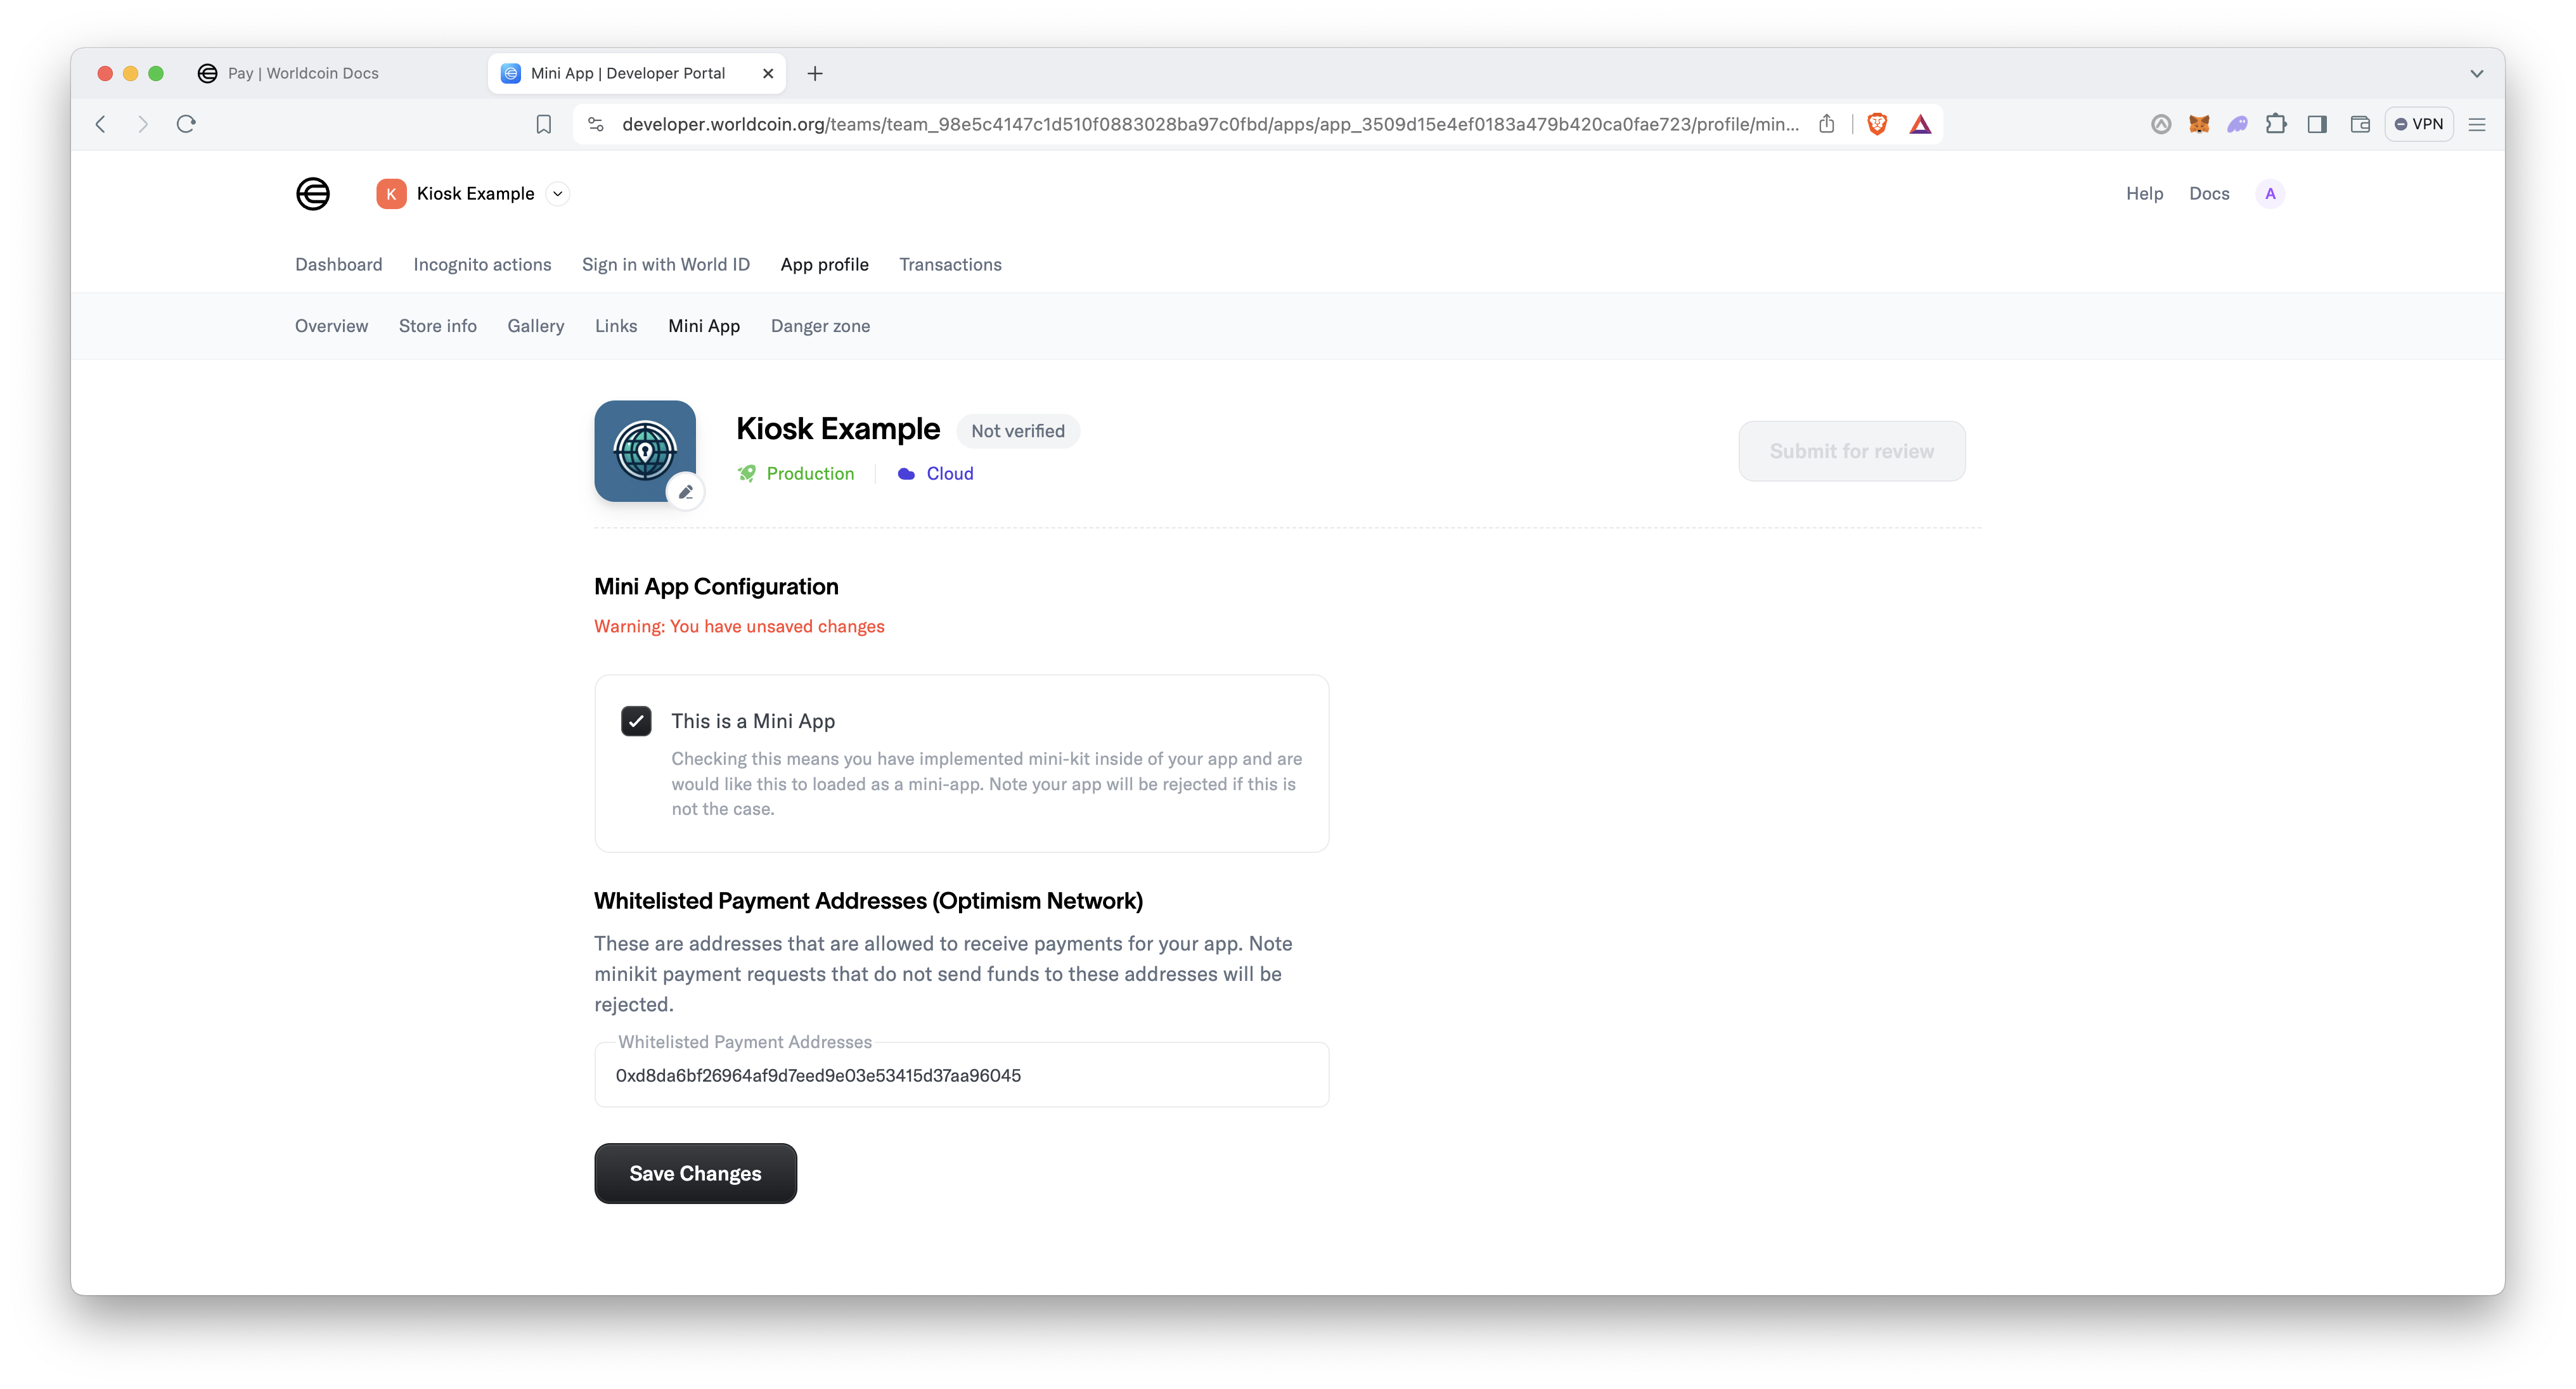 Pay | Worldcoin Docs
Mini App | Developer Portal
developer.worldcoin.org/teams/team_98e5c4147c1d510f0883028ba97c0fbd/apps/app_3509d15e4ef0183a479b420ca0fae723/profile/min...
VPN
K Kiosk Example
Help Docs A
Dashboard Incognito actions Sign in with World ID App profile Transactions
Overview Store info Gallery Links Mini App Danger zone
Kiosk Example Not verified
Production Cloud
Submit for review
Mini App Configuration
Warning: You have unsaved changes
This is a Mini App
Checking this means you have implemented mini-kit inside of your app and are
would like this to loaded as a mini-app. Note your app will be rejected if this is
not the case.
Whitelisted Payment Addresses (Optimism Network)
These are addresses that are allowed to receive payments for your app. Note
minikit payment requests that do not send funds to these addresses will be
rejected.
Whitelisted Payment Addresses
0xd8da6bf26964af9d7eed9e03e53415d37aa96045
Save Changes